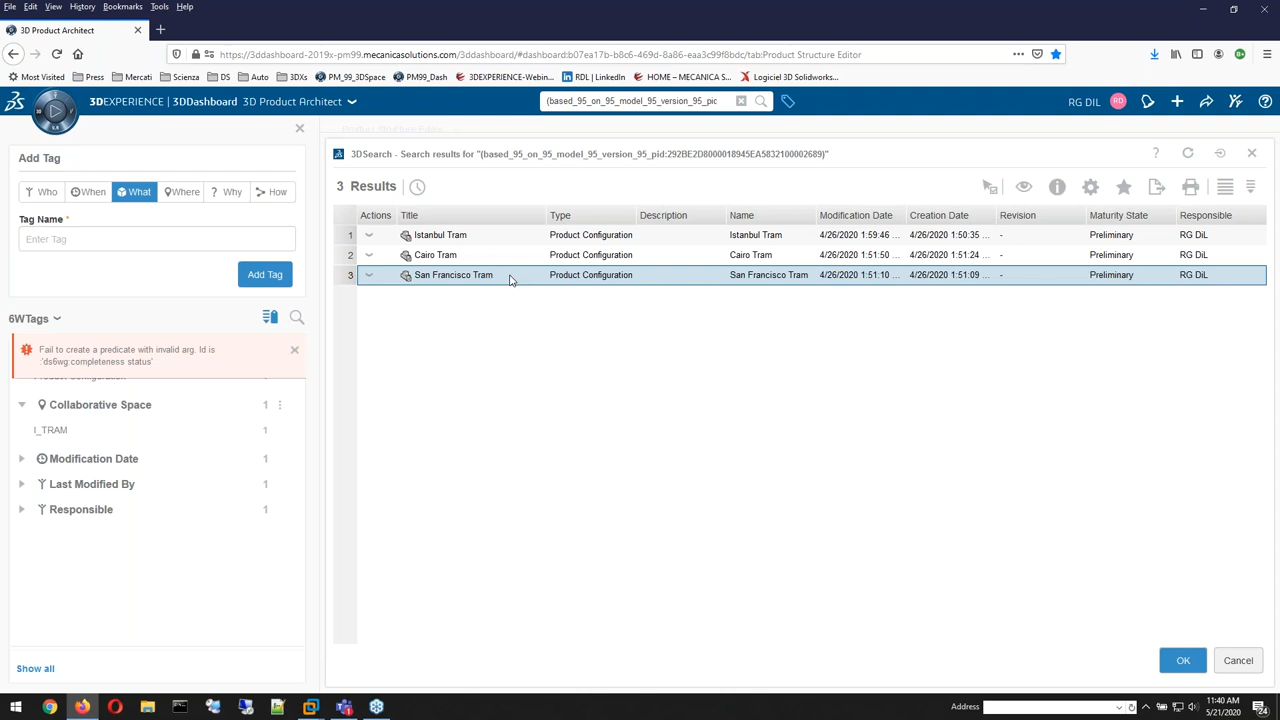 File Edit View History Bookmarks Tools Help
3D Product Architect
https://3ddashboard-2019x-pm99.mecanicasolutions.com/3ddashboard/#dashboard:b07ea17b-b8c6-469d-8a86-eaa3c99f8bdc/tab:Product Structure Editor
Most Visited Press Mercati Scienza DS Auto 3DXs PM_99_3DSpace PM99_Dash 3DEXPERIENCE-Webin... RDL | LinkedIn HOME – MECANICA S... Logiciel 3D Solidworks...
3DEXPERIENCE | 3DDashboard 3D Product Architect
(based_95_on_95_model_95_version_95_pic
RG DIL RD
Product Structure Editor
Add Tag
Who When What Where Why How
Tag Name *
Enter Tag
Add Tag
6WTags
Fail to create a predicate with invalid arg. Id is
:'ds6wg:completeness status'
Product Configuration 1
Collaborative Space 1
I_TRAM 1
Modification Date 1
Last Modified By 1
Responsible 1
Show all
3DSearch - Search results for "(based_95_on_95_model_95_version_95_pid:292BE2D8000018945EA5832100002689)"
3 Results
Actions Title Type Description Name Modification Date Creation Date Revision Maturity State Responsible
1 Istanbul Tram Product Configuration Istanbul Tram 4/26/2020 1:59:46 ... 4/26/2020 1:50:35 ... - Preliminary RG DiL
2 Cairo Tram Product Configuration Cairo Tram 4/26/2020 1:51:50 ... 4/26/2020 1:51:24 ... - Preliminary RG DiL
3 San Francisco Tram Product Configuration San Francisco Tram 4/26/2020 1:51:10 ... 4/26/2020 1:51:09 ... - Preliminary RG DiL
OK Cancel
Address
11:40 AM
5/21/2020
24